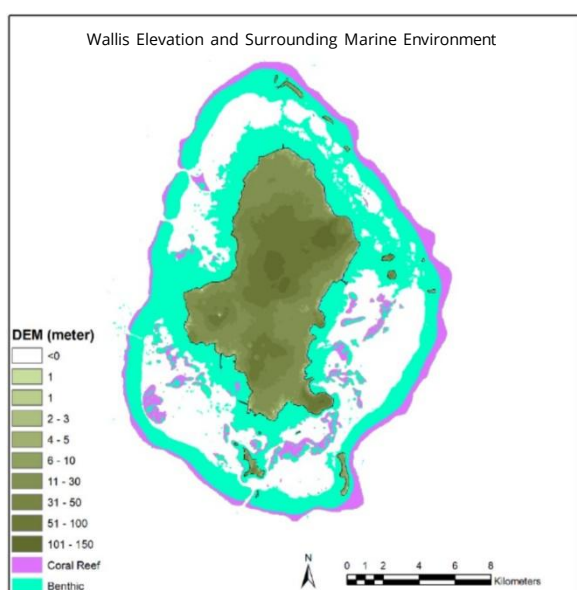 Wallis Elevation and Surrounding Marine Environment
DEM (meter)
<0
1
1
2 - 3
4 - 5
6 - 10
11 - 30
31 - 50
51 - 100
101 - 150
Coral Reef
Benthic
N
0 1 2 4 6 8
Kilometers